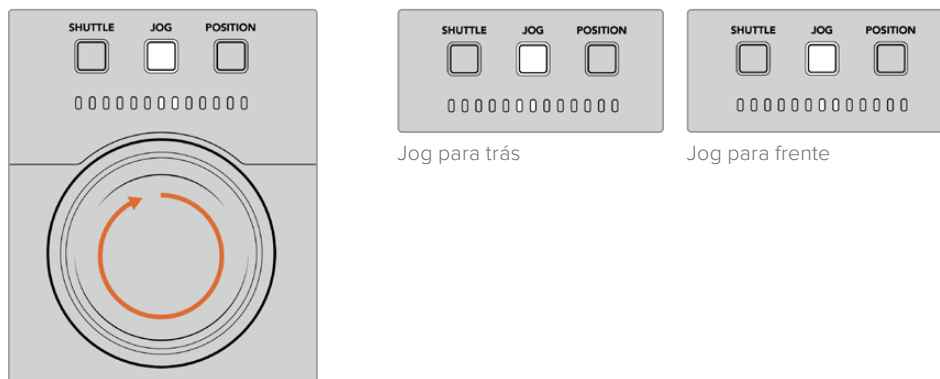 SHUTTLE JOG POSITION
SHUTTLE JOG POSITION
Jog para trás
SHUTTLE JOG POSITION
Jog para frente